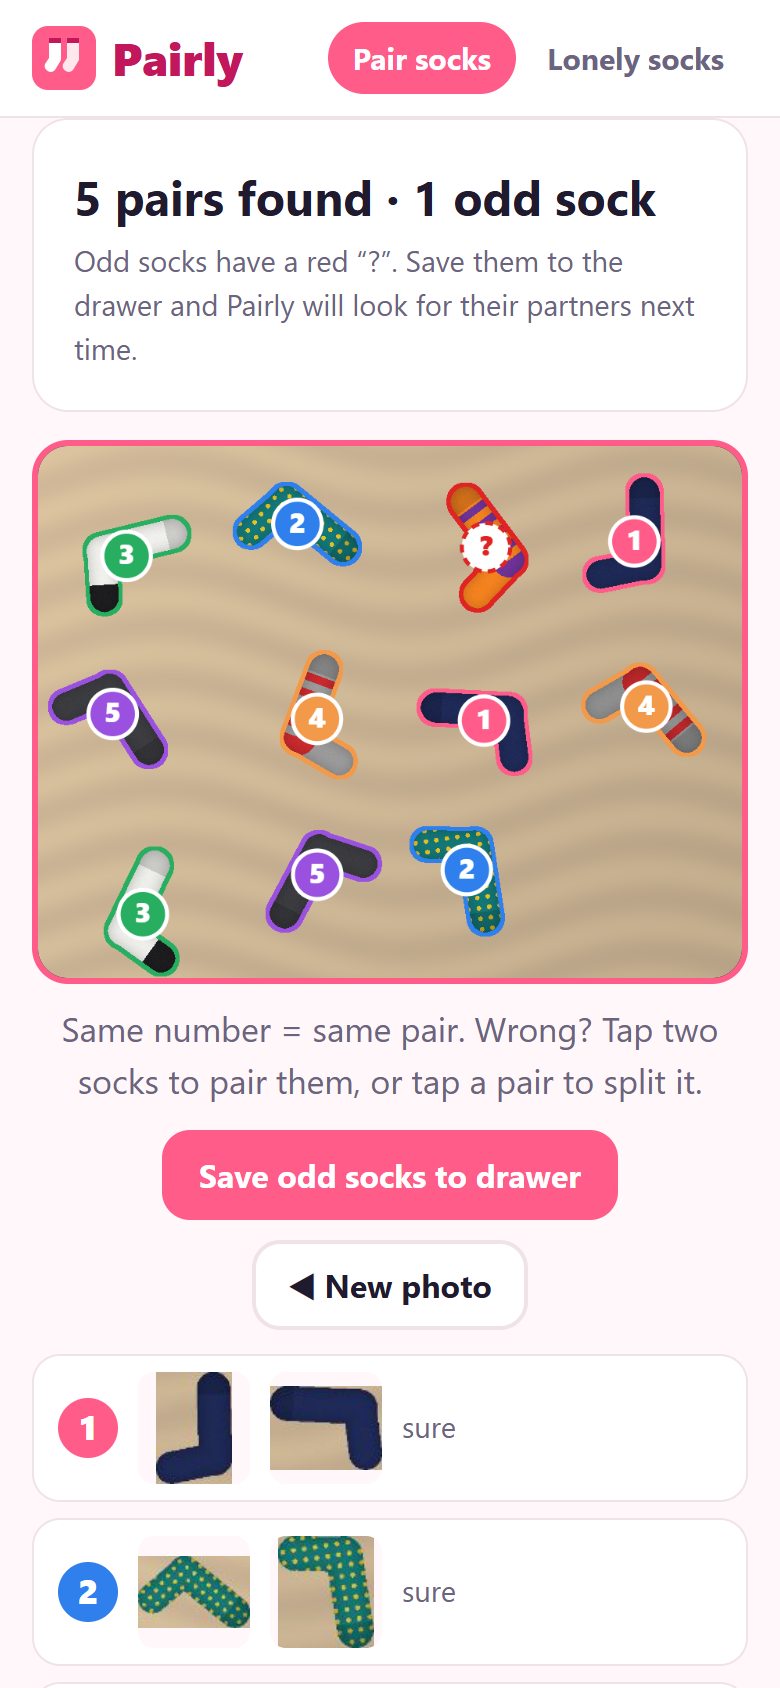 Pairly
Pair socks
Lonely socks
5 pairs found · 1 odd sock
Odd socks have a red “?”. Save them to the
drawer and Pairly will look for their partners next
time.
3
2
?
1
5
4
1
4
3
5
2
Same number = same pair. Wrong? Tap two
socks to pair them, or tap a pair to split it.
Save odd socks to drawer
◀ New photo
1 sure
2 sure